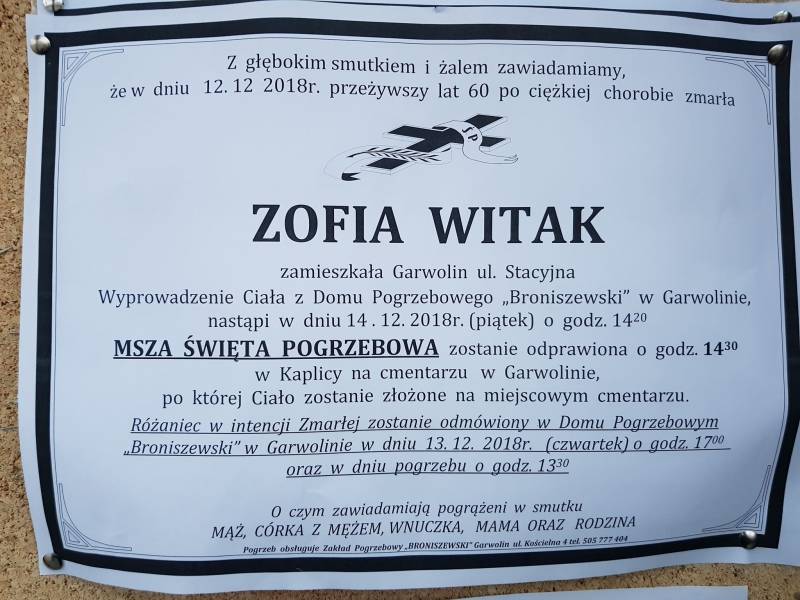 Z głębokim smutkiem i żalem zawiadamiamy,
że w dniu 12. 12 2018r. przeżywszy lat 60 po ciężkiej chorobie zmarła
ŚP
ZOFIA WITAK
zamieszkała Garwolin ul. Stacyjna
Wyprowadzenie Ciała z Domu Pogrzebowego „Broniszewski" w Garwolinie,
nastąpi w dniu 14 . 12. 2018r. (piątek) o godz. 14²⁰
MSZA ŚWIĘTA POGRZEBOWA zostanie odprawiona o godz. 14³⁰
w Kaplicy na cmentarzu w Garwolinie,
po której Ciało zostanie złożone na miejscowym cmentarzu.
Różaniec w intencji Zmarłej zostanie odmówiony w Domu Pogrzebowym
„Broniszewski" w Garwolinie w dniu 13. 12. 2018r. (czwartek) o godz. 17⁰⁰
oraz w dniu pogrzebu o godz. 13³⁰
O czym zawiadamiają pogrążeni w smutku
MĄŻ, CÓRKA Z MĘŻEM, WNUCZKA, MAMA ORAZ RODZINA
Pogrzeb obsługuje Zakład Pogrzebowy „BRONISZEWSKI" Garwolin ul. Kościelna 4 tel. 505 777 404